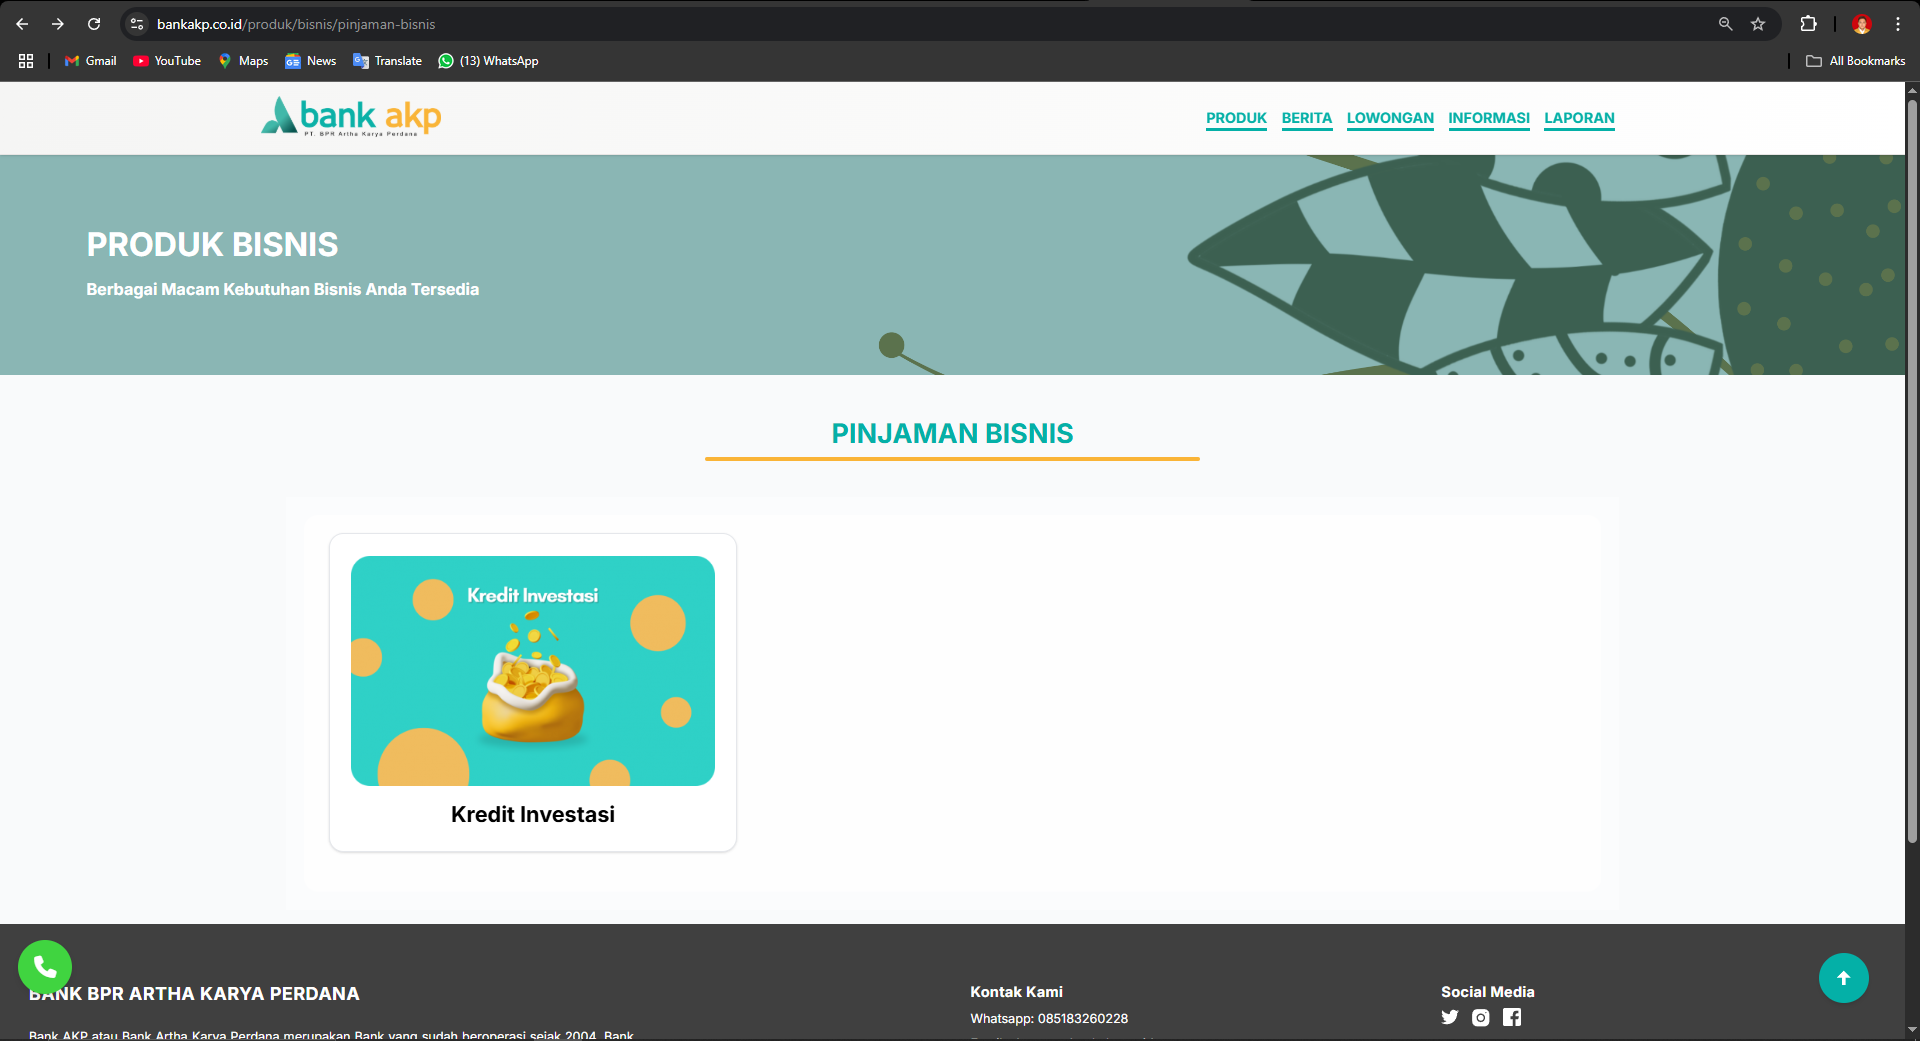 bankakp.co.id/produk/bisnis/pinjaman-bisnis
Gmail
YouTube
Maps
News
Translate
(13) WhatsApp
All Bookmarks
bank akp
PT. BPR Artha Karya Perdana
PRODUK
BERITA
LOWONGAN
INFORMASI
LAPORAN
PRODUK BISNIS
Berbagai Macam Kebutuhan Bisnis Anda Tersedia
PINJAMAN BISNIS
Kredit Investasi
Kredit Investasi
BANK BPR ARTHA KARYA PERDANA
Bank AKP atau Bank Artha Karya Perdana merupakan Bank yang sudah beroperasi sejak 2004. Bank
Kontak Kami
Whatsapp: 085183260228
Social Media